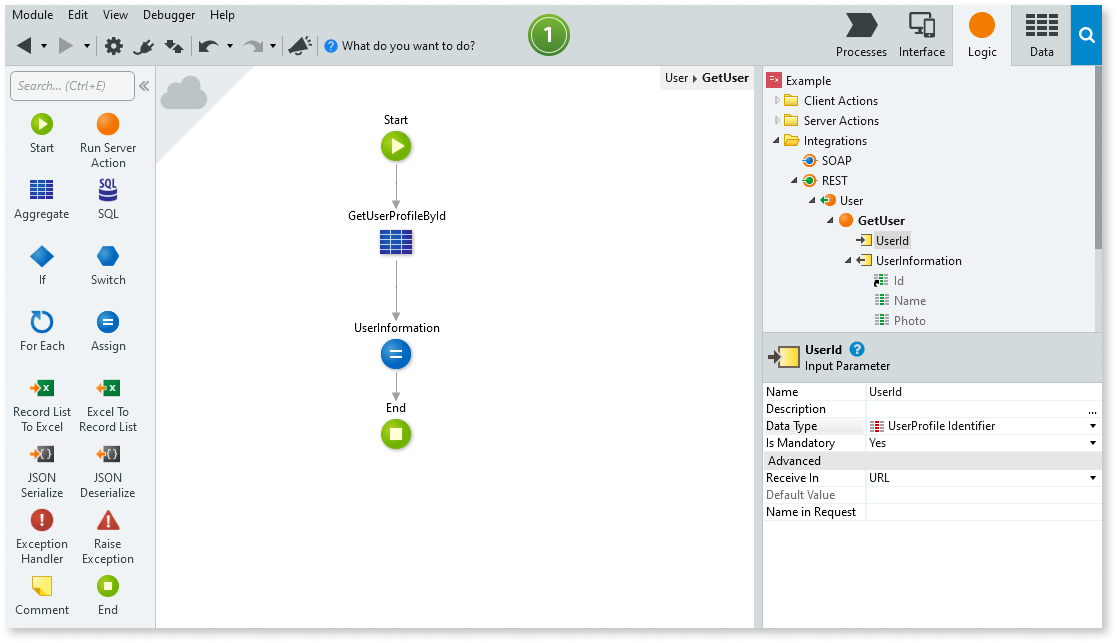 Module Edit View Debugger Help
What do you want to do?
1
Processes Interface Logic Data
Search... (Ctrl+E)
Start
Run Server
Action
Aggregate
SQL
SQL
If
Switch
For Each
Assign
Record List
To Excel
Excel To
Record List
JSON
Serialize
JSON
Deserialize
Exception
Handler
Raise
Exception
Comment
End
User GetUser
Start
GetUserProfileById
UserInformation
End
Example
Client Actions
Server Actions
Integrations
SOAP
REST
User
GetUser
UserId
UserInformation
Id
Name
Photo
UserId
Input Parameter
Name UserId
Description ...
Data Type UserProfile Identifier
Is Mandatory Yes
Advanced
Receive In URL
Default Value
Name in Request